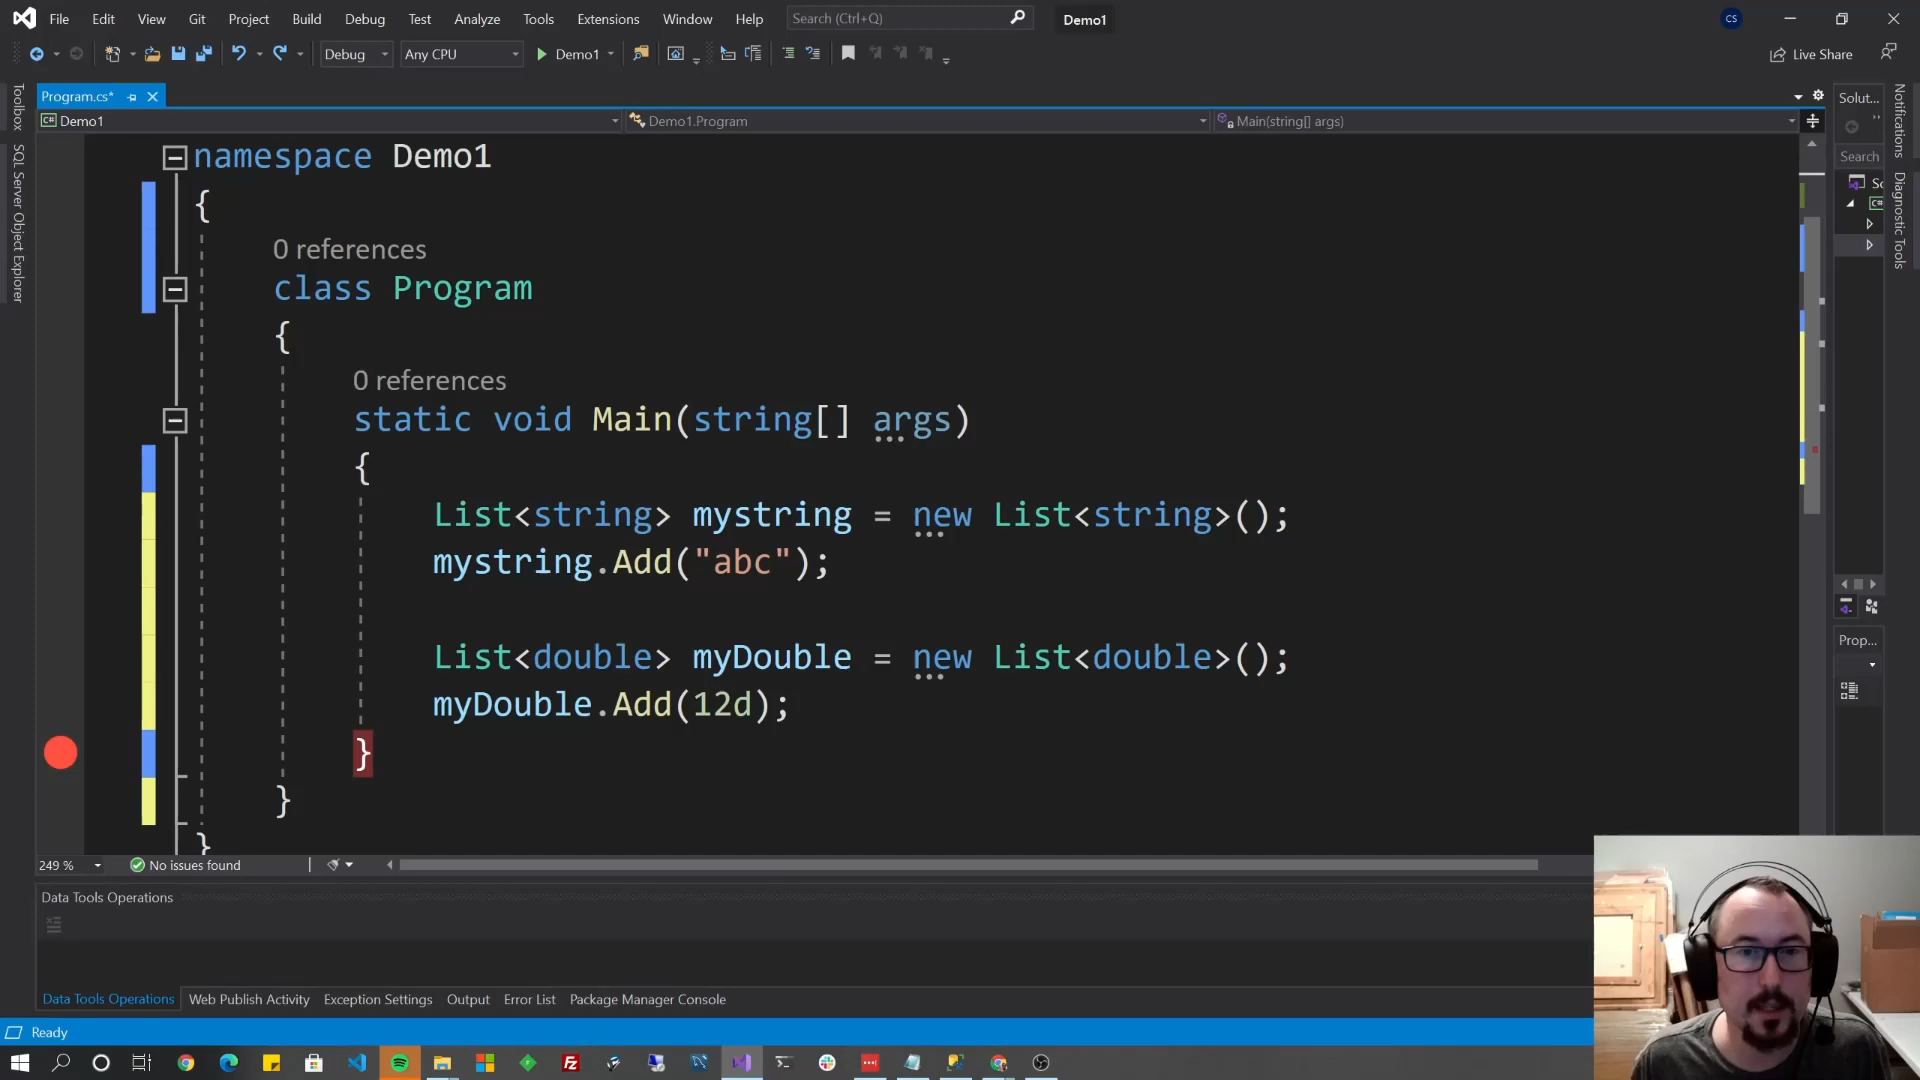 File Edit View Git Project Build Debug Test Analyze Tools Extensions Window Help Search (Ctrl+Q) Demo1 CS
Debug Any CPU Demo1 Live Share
Program.cs*
Solut...
Demo1 Demo1.Program Main(string[] args)
Search
Toolbox
SQL Server Object Explorer
Notifications
Diagnostic Tools
namespace Demo1
{
0 references
class Program
{
0 references
static void Main(string[] args)
{
List<string> mystring = new List<string>();
mystring.Add("abc");
List<double> myDouble = new List<double>();
myDouble.Add(12d);
}
}
}
Prop...
249 % No issues found
Data Tools Operations
Data Tools Operations Web Publish Activity Exception Settings Output Error List Package Manager Console
Ready